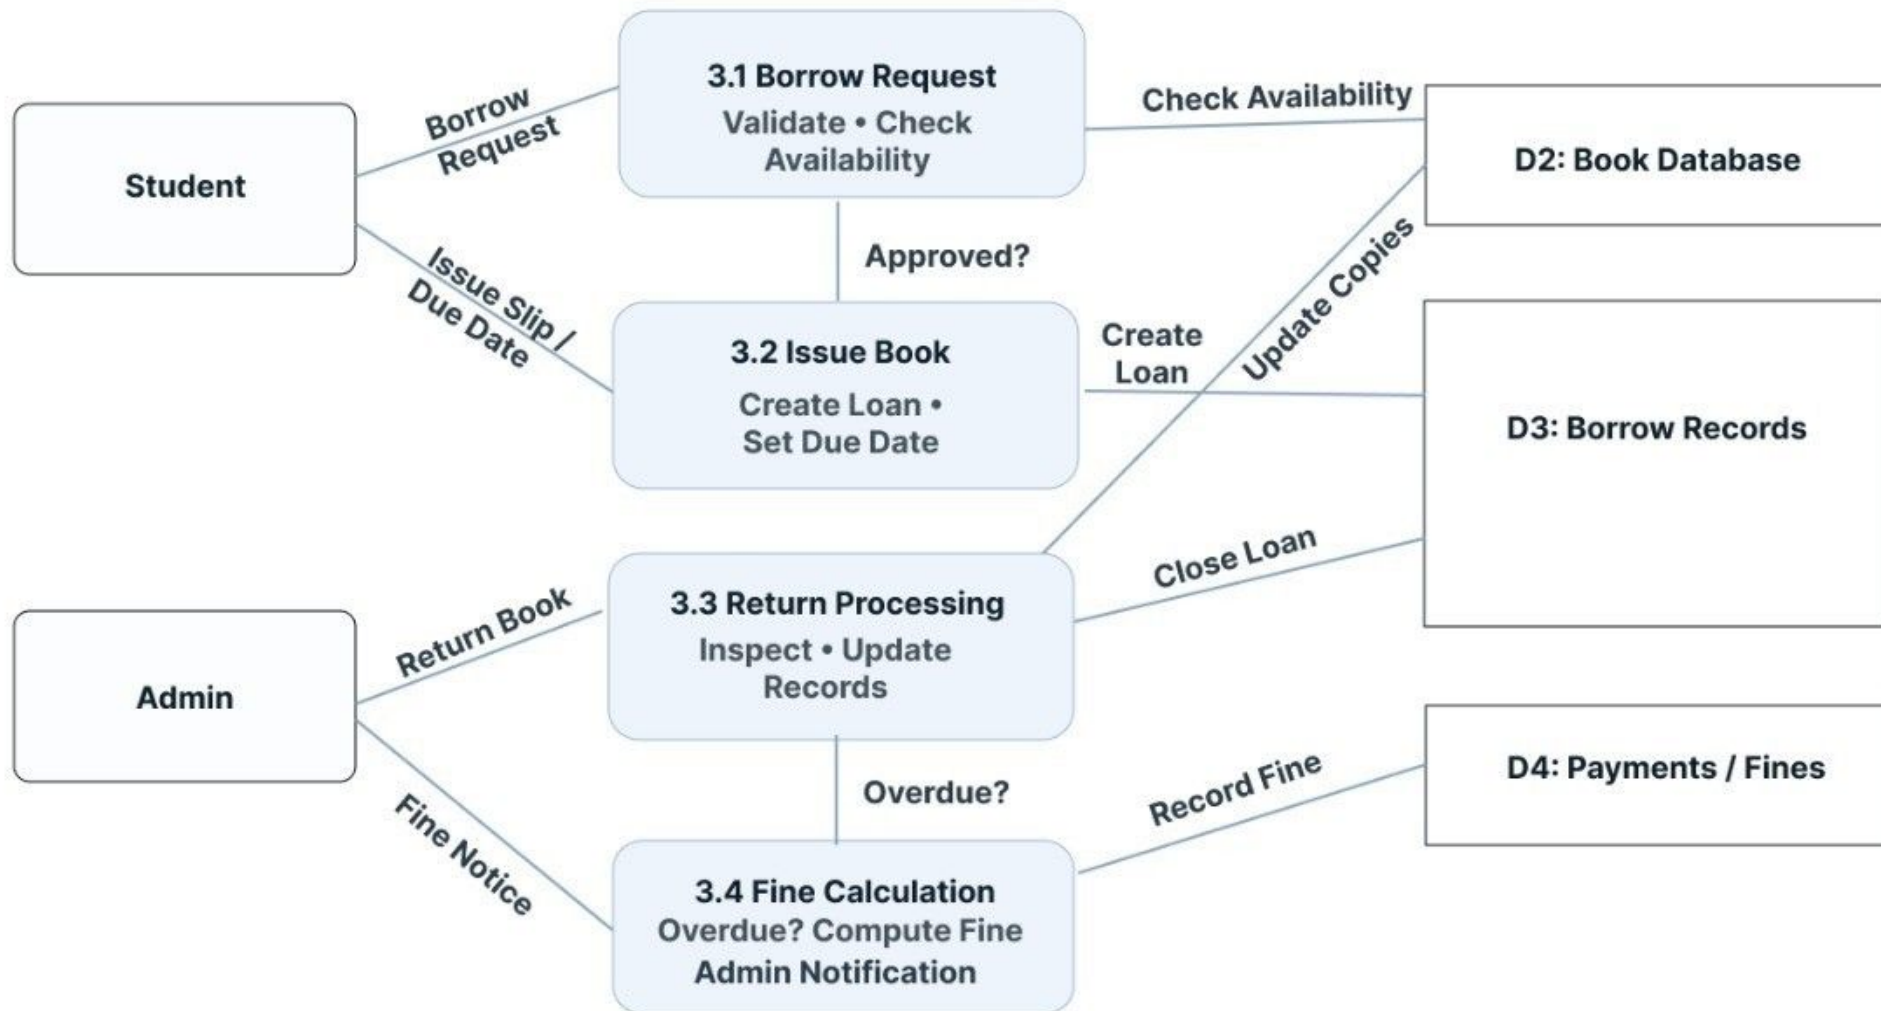 3.1 Borrow Request
Validate • Check
Availability
Borrow
Request
Check Availability
Student
D2: Book Database
Approved?
Issue Slip /
Due Date
Update Copies
3.2 Issue Book
Create Loan •
Set Due Date
Create
Loan
D3: Borrow Records
Close Loan
3.3 Return Processing
Inspect • Update
Records
Return Book
Admin
Overdue?
Record Fine
D4: Payments / Fines
Fine Notice
3.4 Fine Calculation
Overdue? Compute Fine
Admin Notification